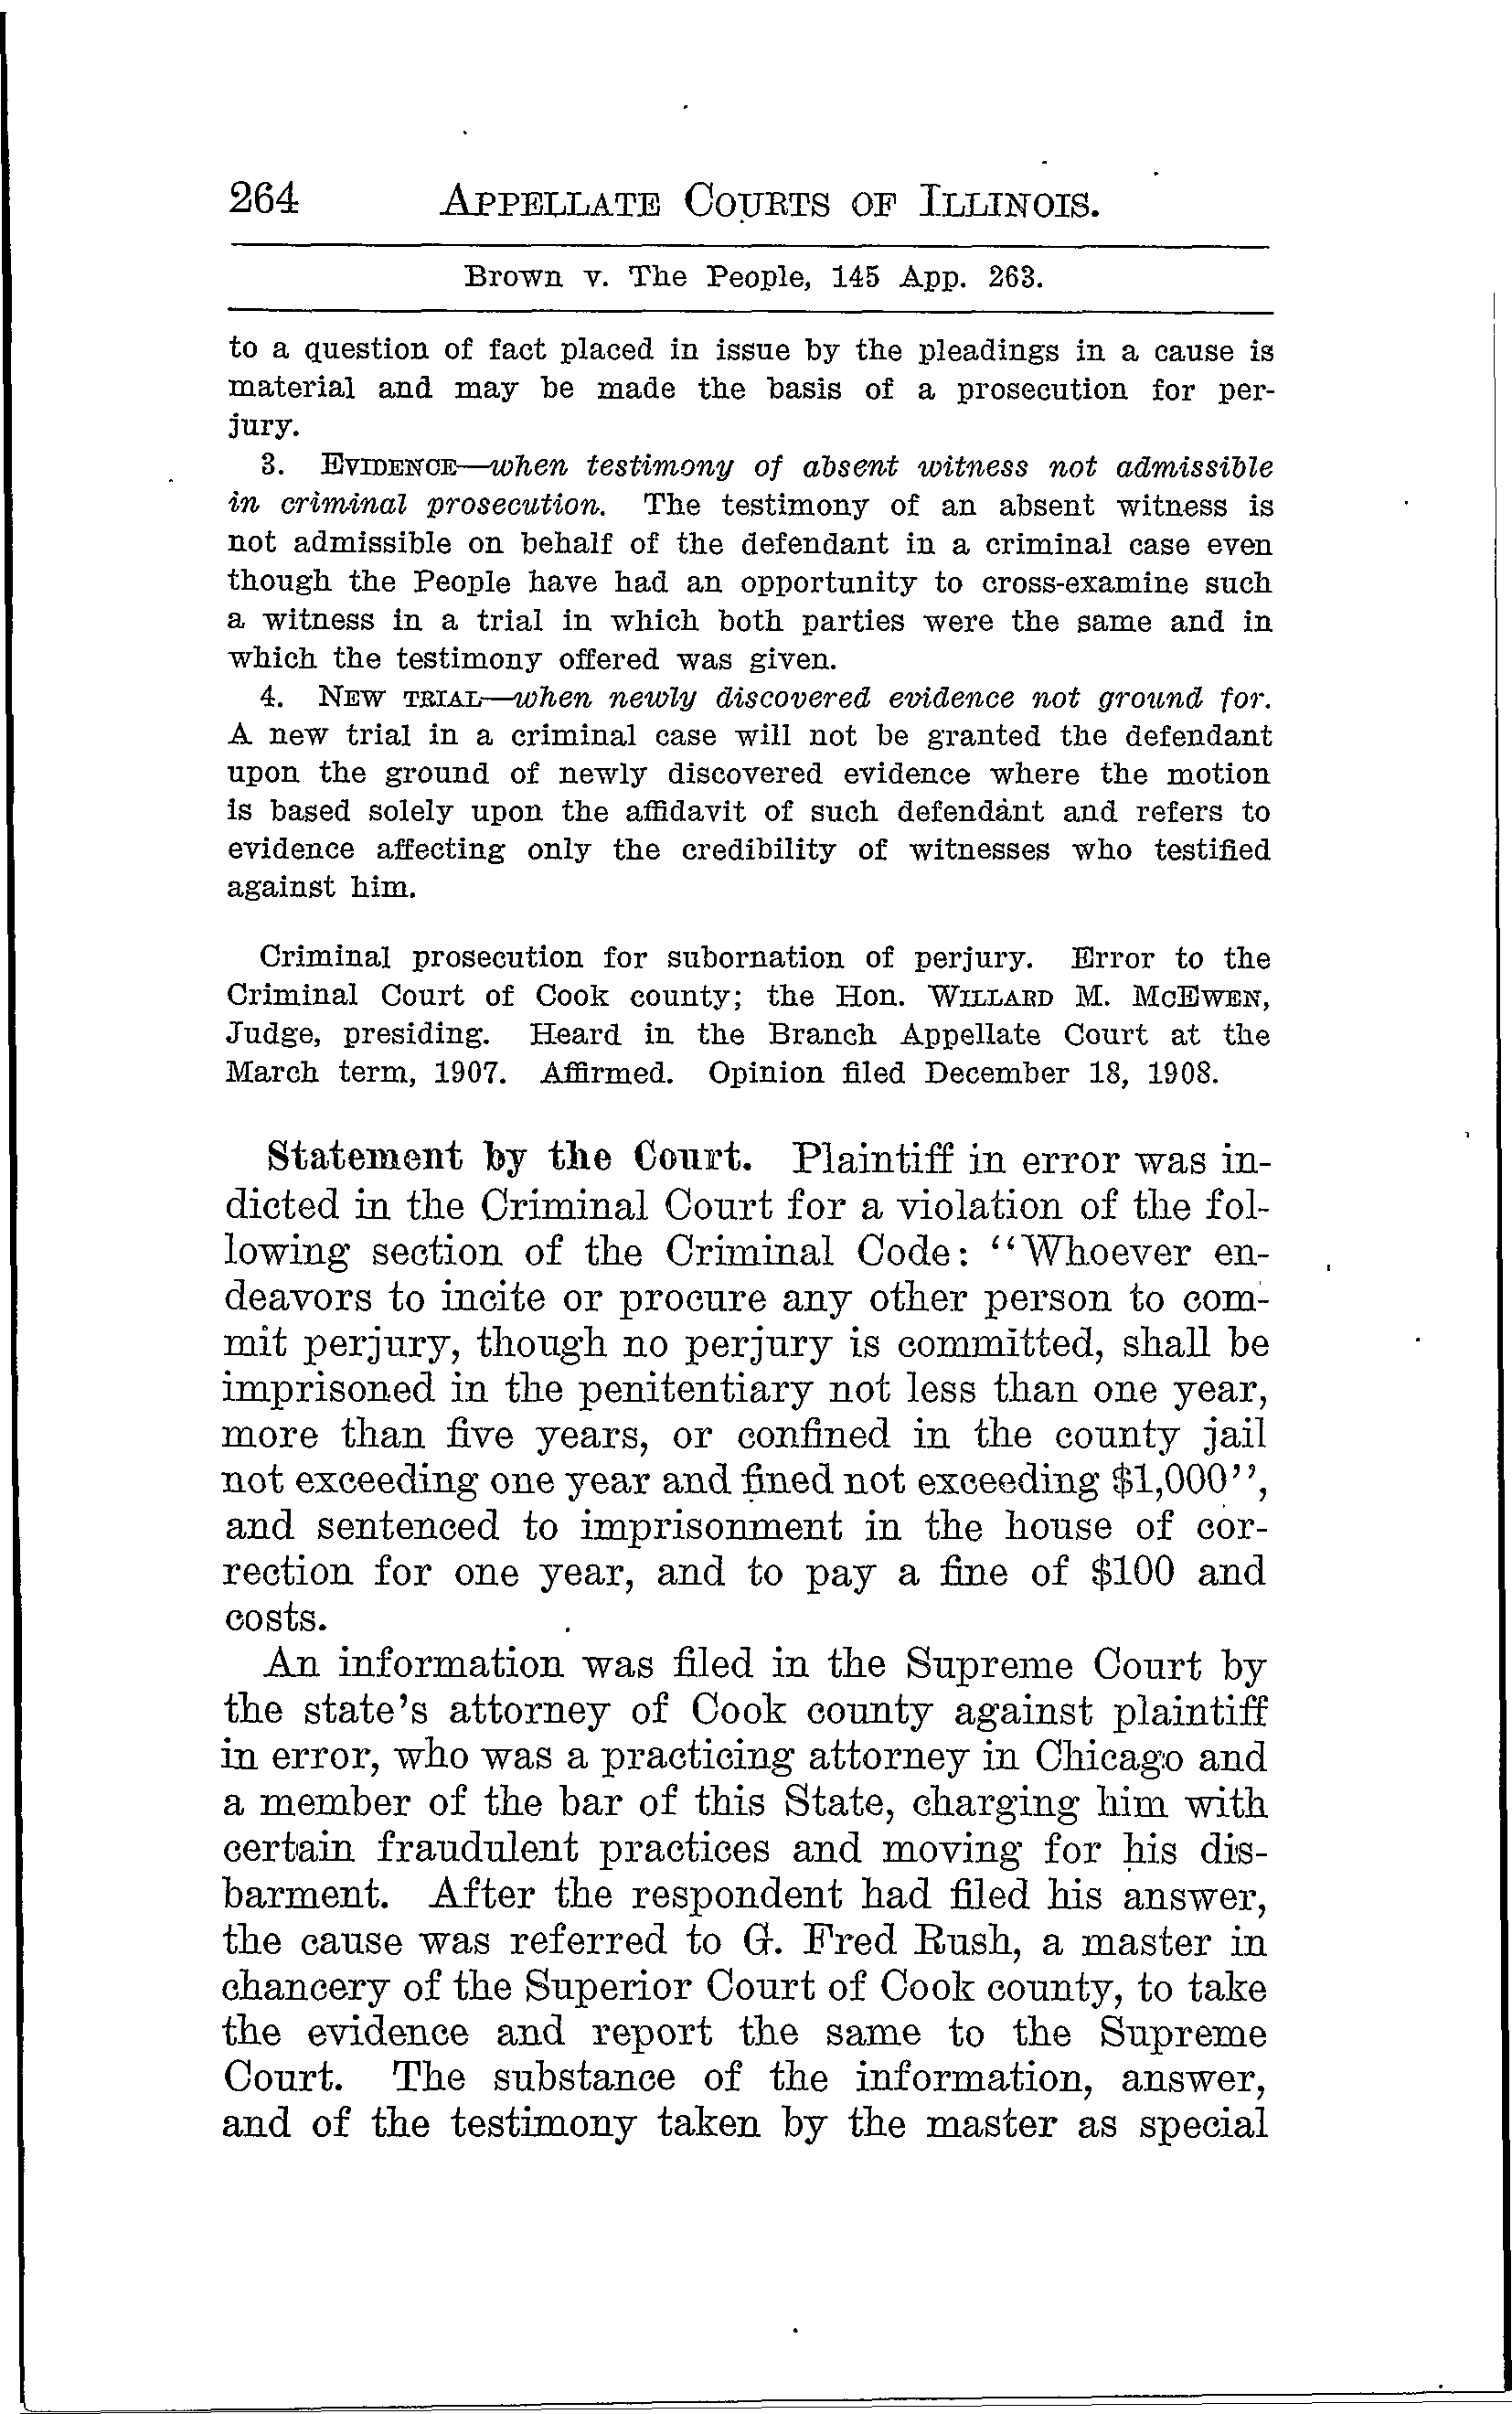 264 APPELLATE COURTS OF ILLINOIS.
Brown v. The People, 145 App. 263.
to a question of fact placed in issue by the pleadings in a cause is
material and may be made the basis of a prosecution for per-
jury.
3. EVIDENCE—when testimony of absent witness not admissible
in criminal prosecution. The testimony of an absent witness is
not admissible on behalf of the defendant in a criminal case even
though the People have had an opportunity to cross-examine such
a witness in a trial in which both parties were the same and in
which the testimony offered was given.
4. NEW TRIAL—when newly discovered evidence not ground for.
A new trial in a criminal case will not be granted the defendant
upon the ground of newly discovered evidence where the motion
is based solely upon the affidavit of such defendant and refers to
evidence affecting only the credibility of witnesses who testified
against him.
Criminal prosecution for subornation of perjury. Error to the
Criminal Court of Cook county; the Hon. WILLARD M. MCEWEN,
Judge, presiding. Heard in the Branch Appellate Court at the
March term, 1907. Affirmed. Opinion filed December 18, 1908.
Statement by the Court. Plaintiff in error was in-
dicted in the Criminal Court for a violation of the fol-
lowing section of the Criminal Code: "Whoever en-
deavors to incite or procure any other person to com-
mit perjury, though no perjury is committed, shall be
imprisoned in the penitentiary not less than one year,
more than five years, or confined in the county jail
not exceeding one year and fined not exceeding $1,000",
and sentenced to imprisonment in the house of cor-
rection for one year, and to pay a fine of $100 and
costs.
An information was filed in the Supreme Court by
the state's attorney of Cook county against plaintiff
in error, who was a practicing attorney in Chicago and
a member of the bar of this State, charging him with
certain fraudulent practices and moving for his dis-
barment. After the respondent had filed his answer,
the cause was referred to G. Fred Rush, a master in
chancery of the Superior Court of Cook county, to take
the evidence and report the same to the Supreme
Court. The substance of the information, answer,
and of the testimony taken by the master as special